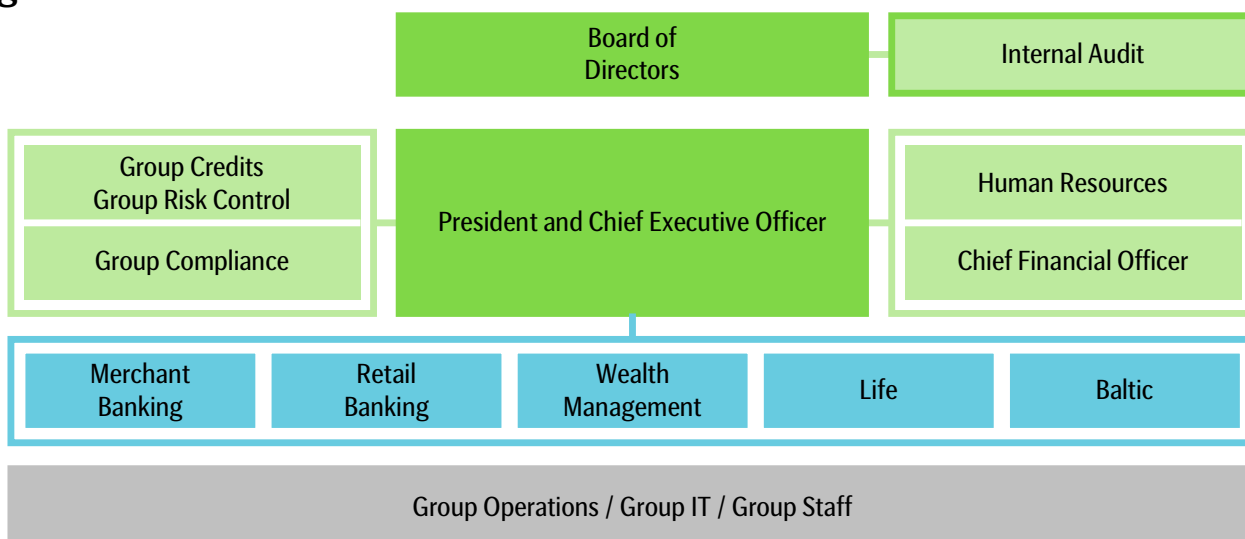 Board of
Directors
Internal Audit
Group Credits
Group Risk Control
Group Compliance
President and Chief Executive Officer
Human Resources
Chief Financial Officer
Merchant
Banking
Retail
Banking
Wealth
Management
Life
Baltic
Group Operations / Group IT / Group Staff